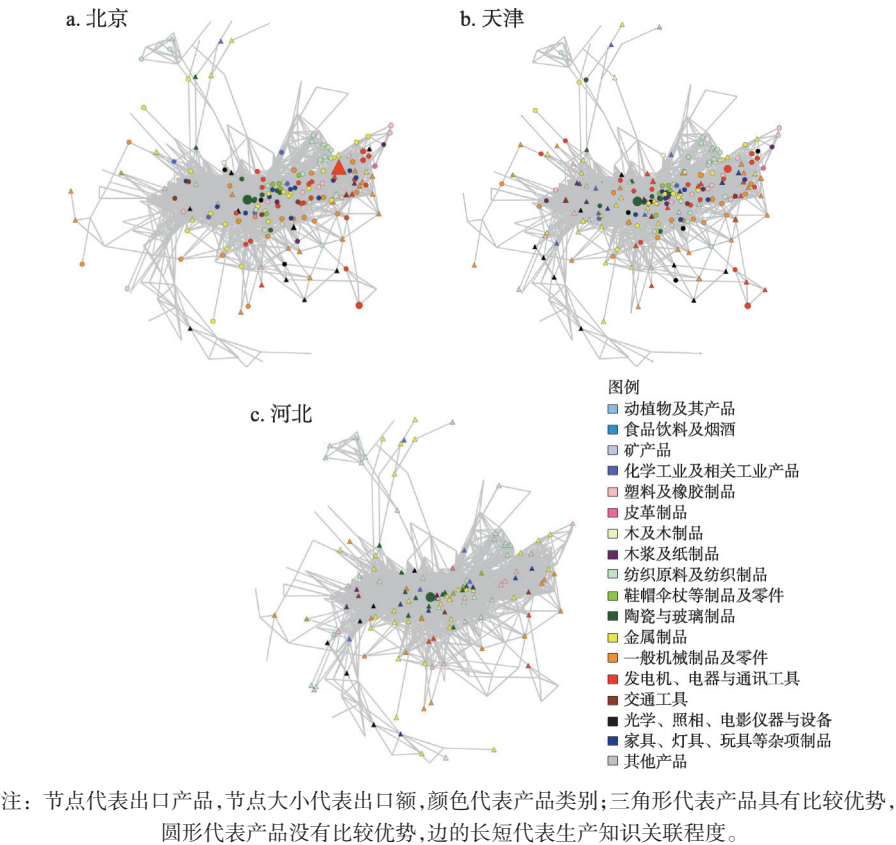 a. 北京
b. 天津
c. 河北
图例
动植物及其产品
食品饮料及烟酒
矿产品
化学工业及相关工业产品
塑料及橡胶制品
皮革制品
木及木制品
木浆及纸制品
纺织原料及纺织制品
鞋帽伞杖等制品及零件
陶瓷与玻璃制品
金属制品
一般机械制品及零件
发电机、电器与通讯工具
交通工具
光学、照相、电影仪器与设备
家具、灯具、玩具等杂项制品
其他产品
注：节点代表出口产品,节点大小代表出口额,颜色代表产品类别;三角形代表产品具有比较优势,
圆形代表产品没有比较优势,边的长短代表生产知识关联程度。